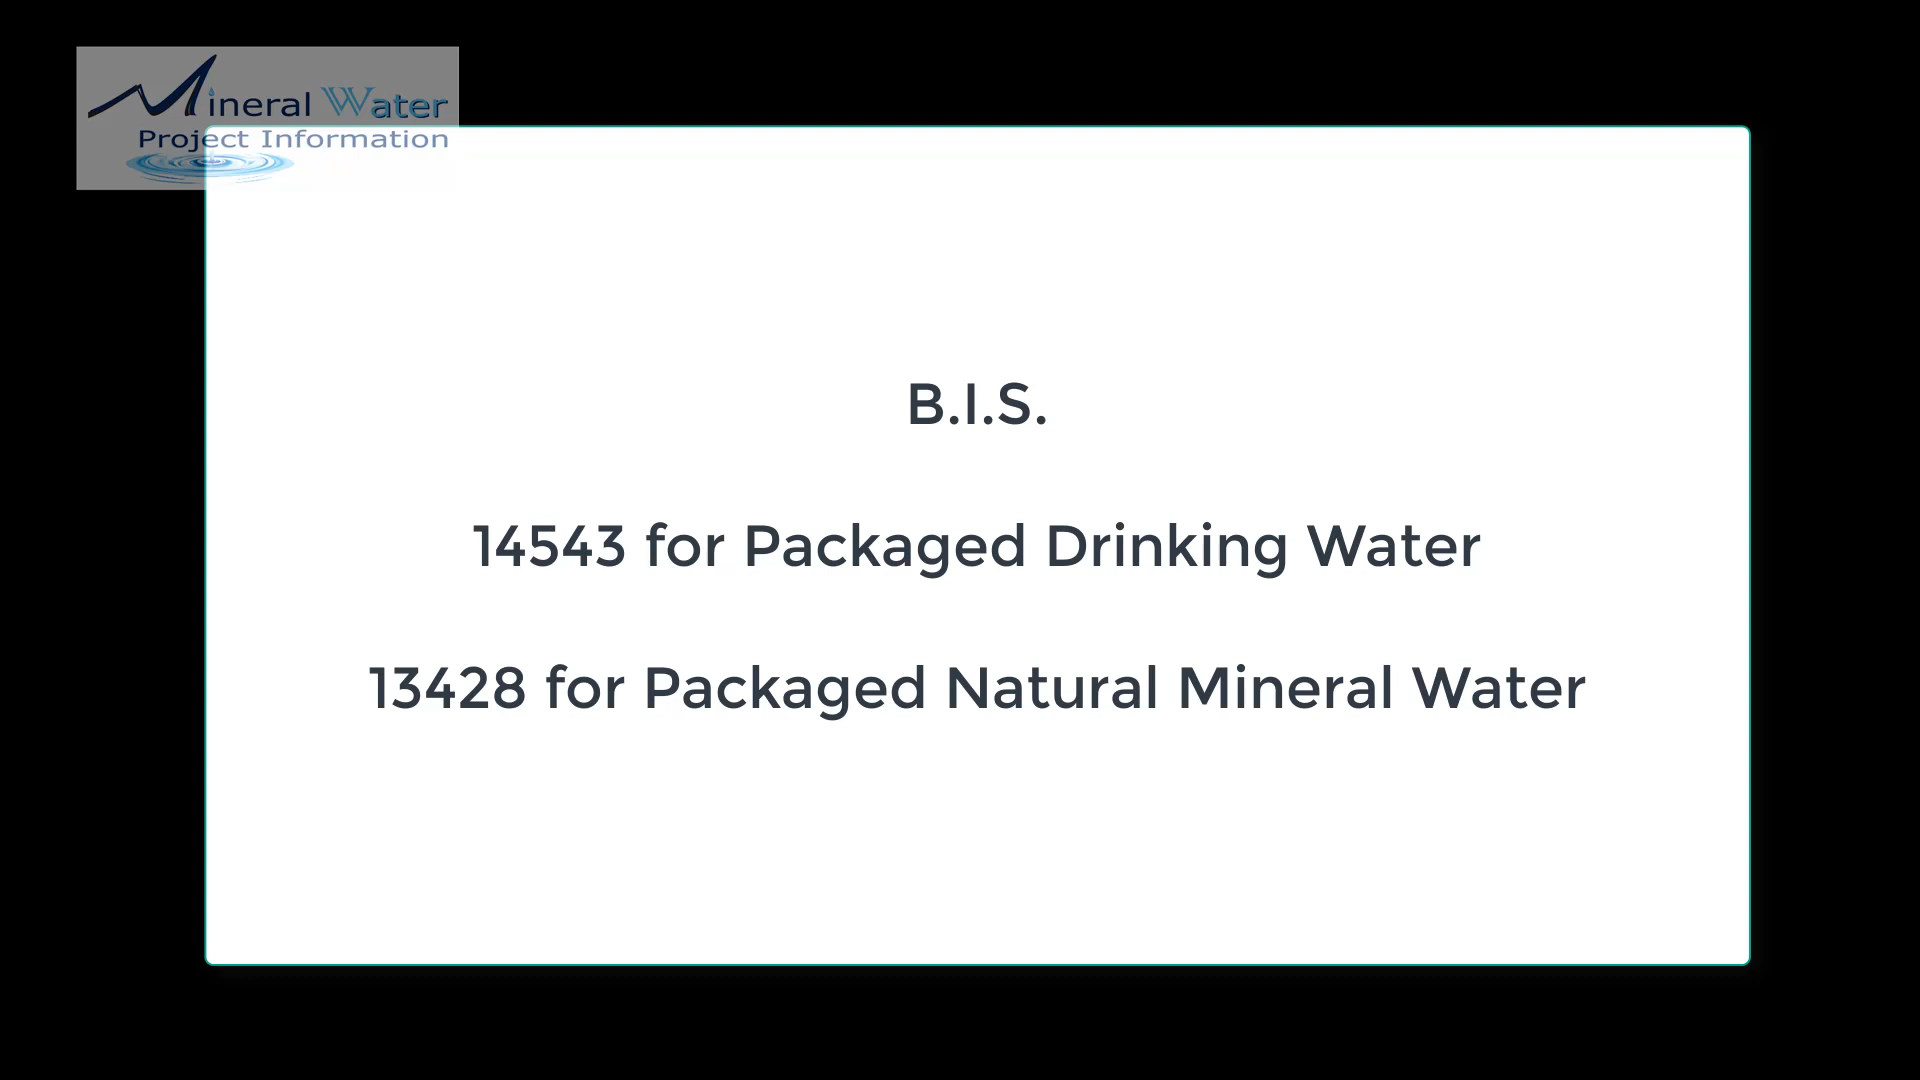 Mineral Water
Project Information
B.I.S.
14543 for Packaged Drinking Water
13428 for Packaged Natural Mineral Water